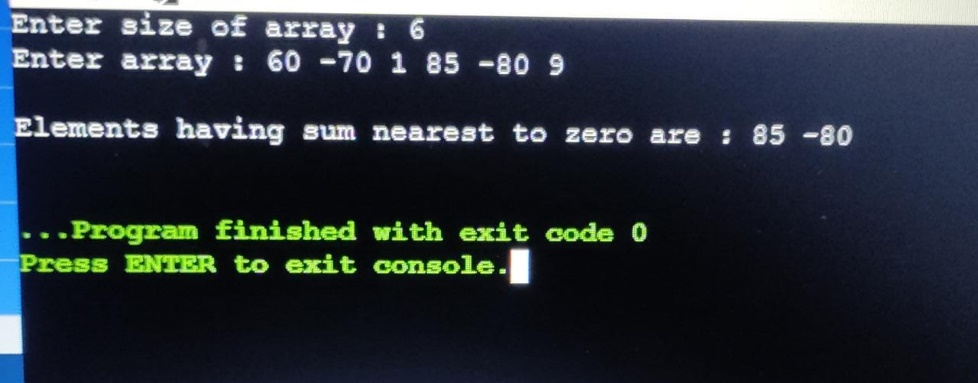 Enter size of array : 6
Enter array : 60 -70 1 85 -80 9
Elements having sum nearest to zero are : 85 -80
...Program finished with exit code 0
Press ENTER to exit console.